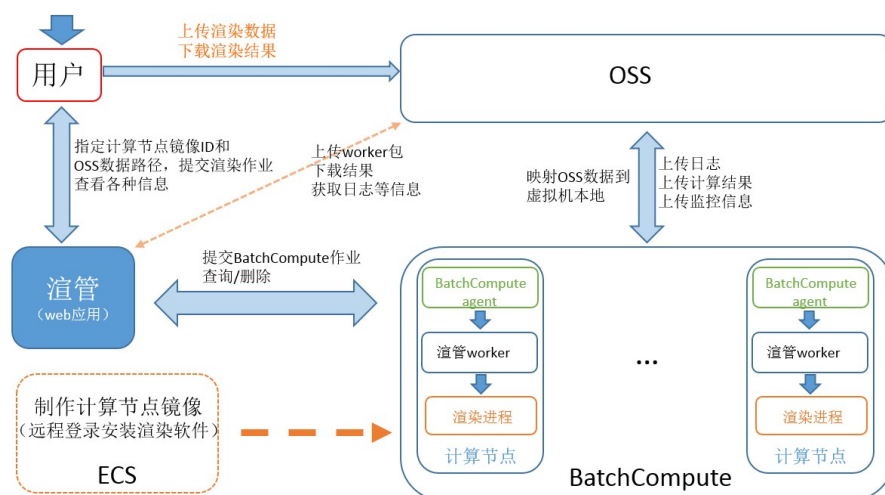 上传渲染数据
下载渲染结果
用户
OSS
指定计算节点镜像ID和
OSS数据路径，提交渲染作业
查看各种信息
上传worker包
下载结果
获取日志等信息
映射OSS数据到
虚拟机本地
上传日志
上传计算结果
上传监控信息
渲管
（web应用）
提交BatchCompute作业
查询/删除
BatchCompute
agent
渲管worker
渲染进程
计算节点
...
BatchCompute
agent
渲管worker
渲染进程
计算节点
BatchCompute
制作计算节点镜像
（远程登录安装渲染软件）
ECS